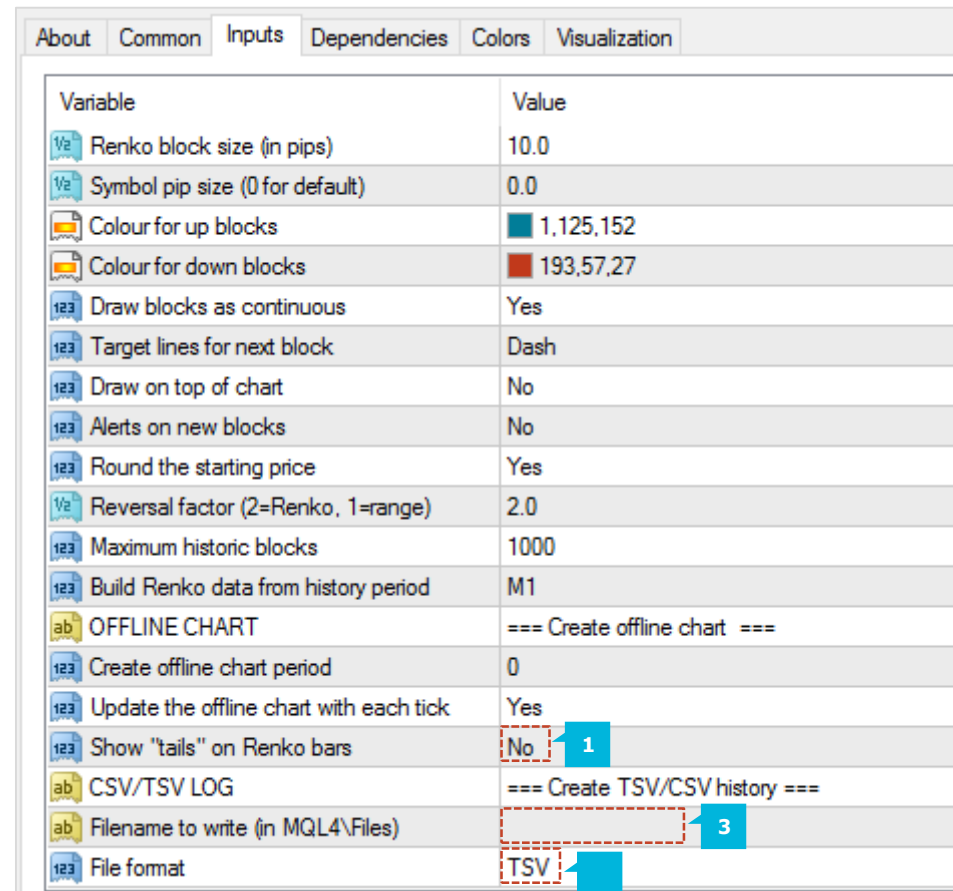 About Common Inputs Dependencies Colors Visualization
Variable Value
Renko block size (in pips) 10.0
Symbol pip size (0 for default) 0.0
Colour for up blocks 1,125,152
Colour for down blocks 193,57,27
Draw blocks as continuous Yes
Target lines for next block Dash
Draw on top of chart No
Alerts on new blocks No
Round the starting price Yes
Reversal factor (2=Renko, 1=range) 2.0
Maximum historic blocks 1000
Build Renko data from history period M1
OFFLINE CHART === Create offline chart ===
Create offline chart period 0
Update the offline chart with each tick Yes
Show "tails" on Renko bars No 1
CSV/TSV LOG === Create TSV/CSV history ===
Filename to write (in MQL4\Files) 3
File format TSV